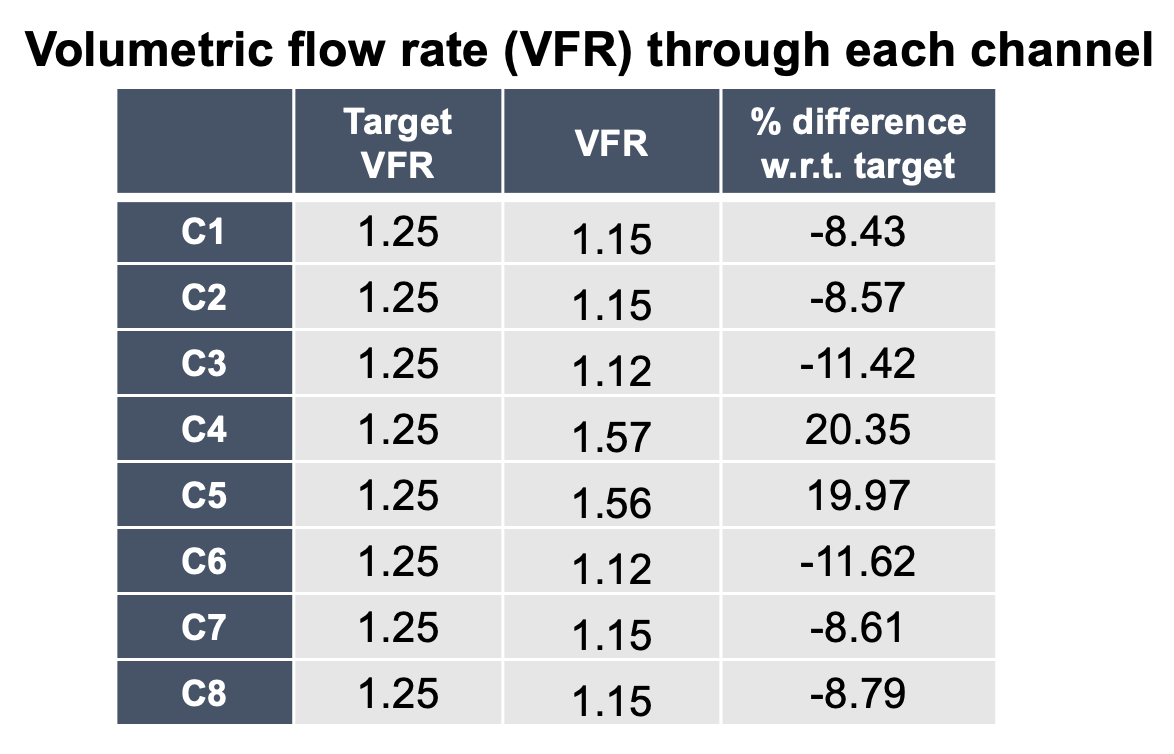 Volumetric flow rate (VFR) through each channel
Target VFR VFR % difference w.r.t. target
C1 1.25 1.15 -8.43
C2 1.25 1.15 -8.57
C3 1.25 1.12 -11.42
C4 1.25 1.57 20.35
C5 1.25 1.56 19.97
C6 1.25 1.12 -11.62
C7 1.25 1.15 -8.61
C8 1.25 1.15 -8.79